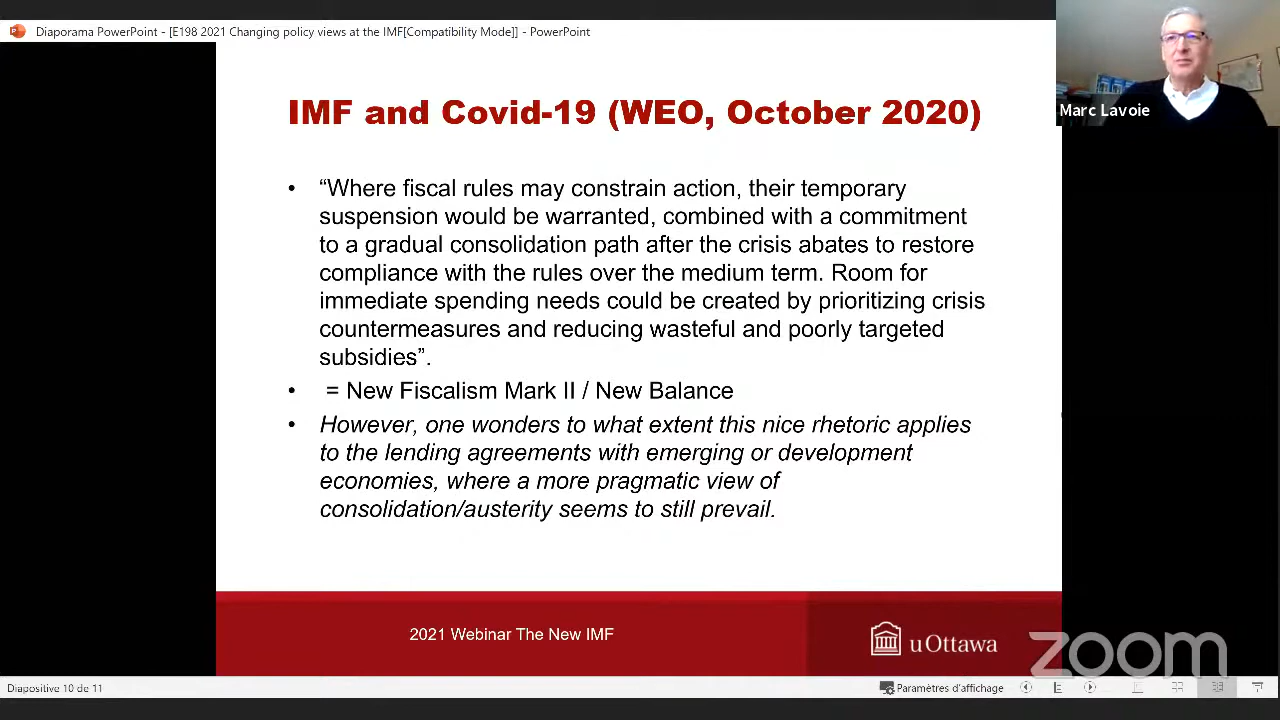 Diaporama PowerPoint - [E198 2021 Changing policy views at the IMF[Compatibility Mode]] - PowerPoint
Marc Lavoie
IMF and Covid-19 (WEO, October 2020)
• “Where fiscal rules may constrain action, their temporary
suspension would be warranted, combined with a commitment
to a gradual consolidation path after the crisis abates to restore
compliance with the rules over the medium term. Room for
immediate spending needs could be created by prioritizing crisis
countermeasures and reducing wasteful and poorly targeted
subsidies”.
• = New Fiscalism Mark II / New Balance
• However, one wonders to what extent this nice rhetoric applies
to the lending agreements with emerging or development
economies, where a more pragmatic view of
consolidation/austerity seems to still prevail.
2021 Webinar The New IMF
uOttawa
zoom
Diapositive 10 de 11
Paramètres d'affichage